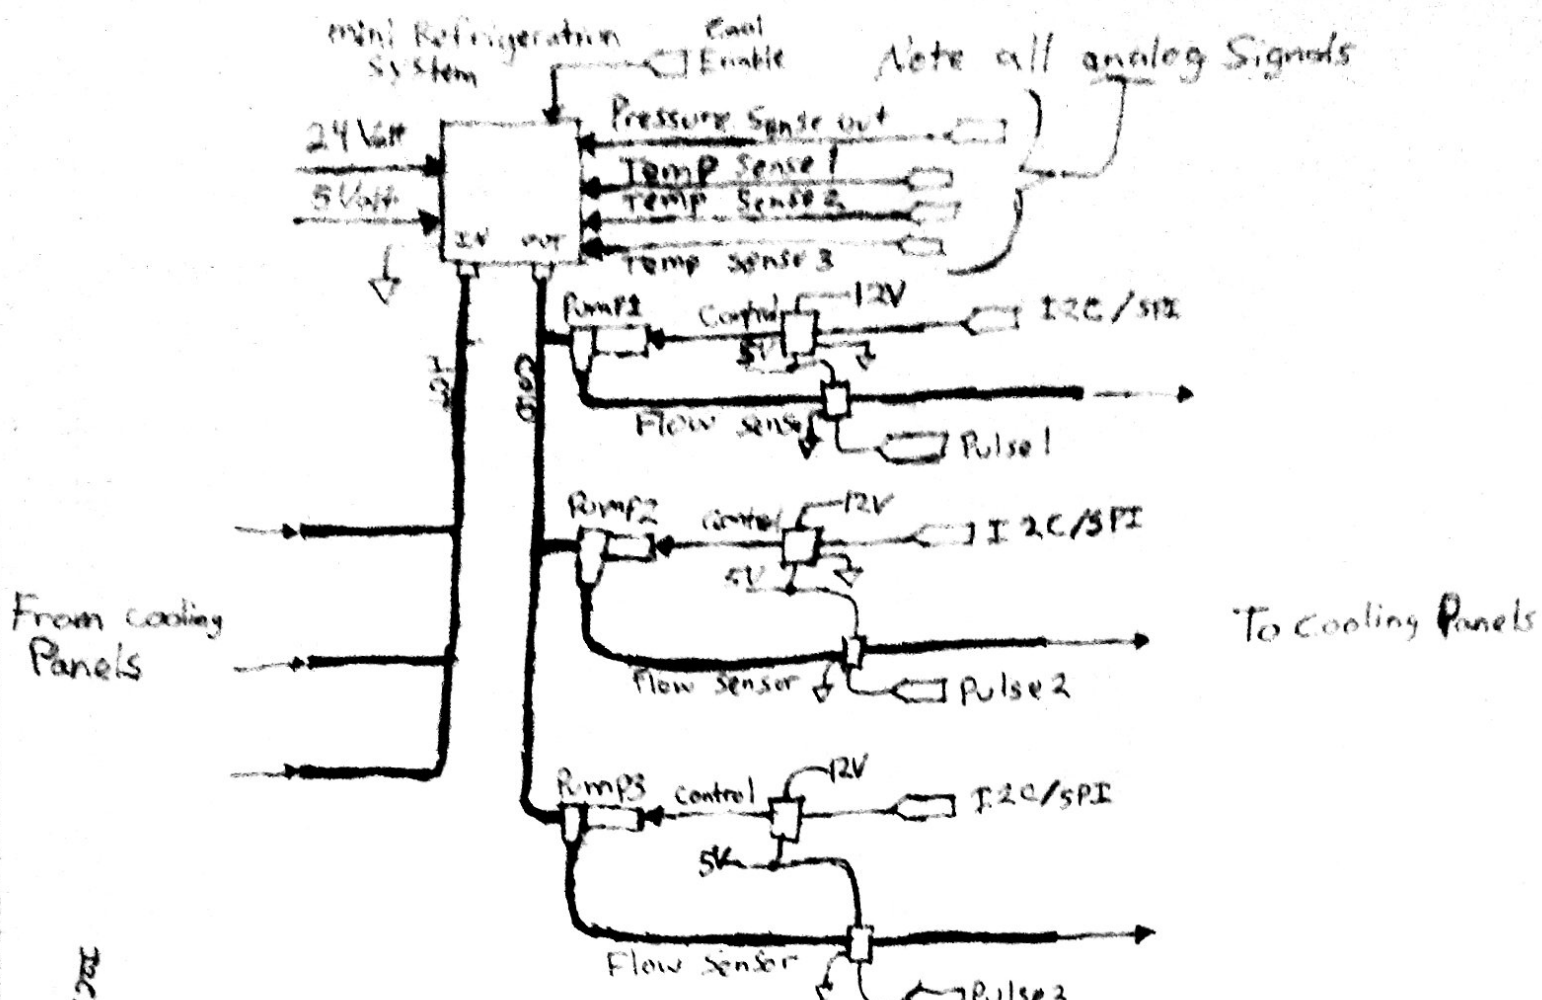 mini Refrigeration
System
Cool
Enable
Note all analog Signals
24 Volt
5 Volt
Pressure Sense out
Temp Sense 1
Temp Sense 2
Temp Sense 3
IN OUT
Pump1
Control
12V
I2C/SPI
5V
Flow sensor
Pulse 1
Pump2
Control
12V
I2C/SPI
5V
Flow Sensor
Pulse 2
From cooling
Panels
To cooling Panels
Pump3
Control
12V
I2C/SPI
5V
Flow Sensor
Pulse 3